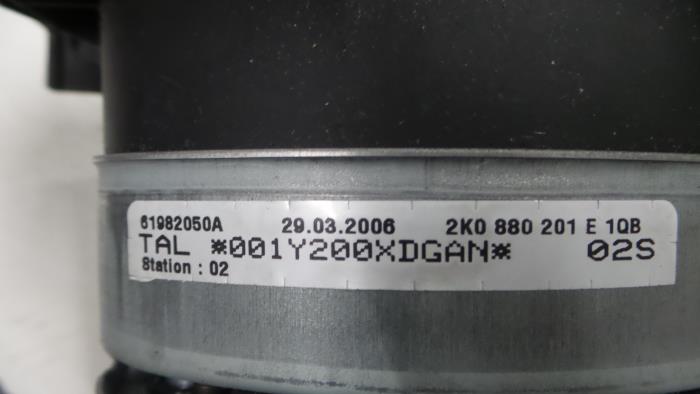 61982050A 29.03.2006 2K0 880 201 E 1QB
TAL *001Y200XDGAN* 02S
Station : 02